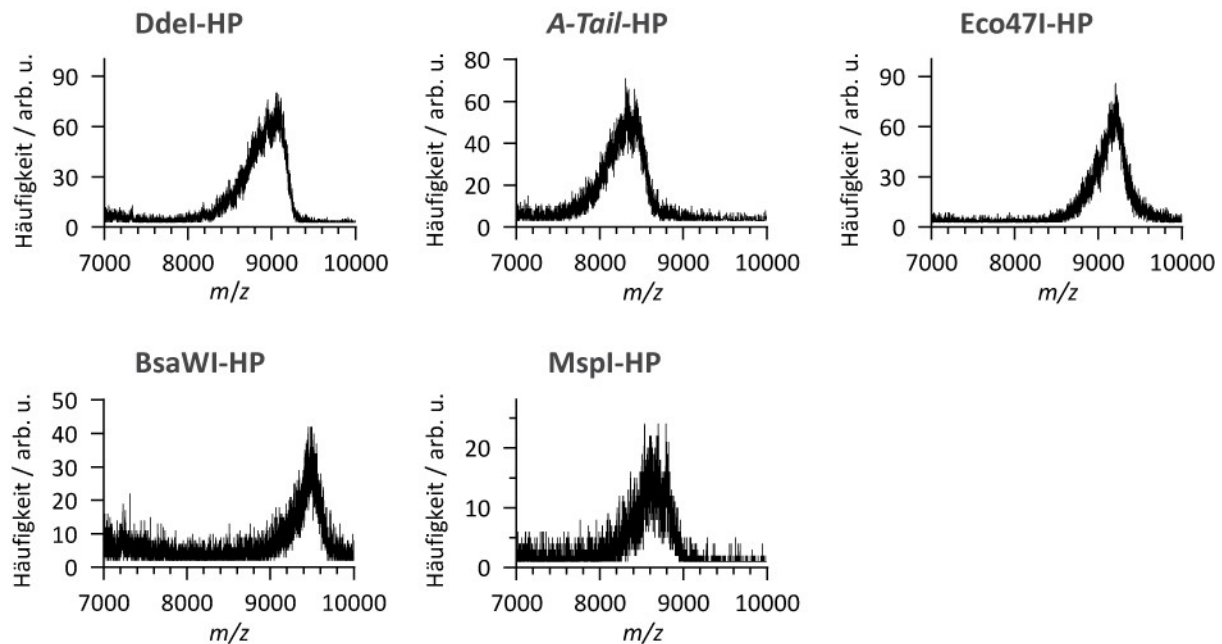 DdeI-HP
Häufigkeit / arb. u.
90
60
30
0
7000 8000 9000 10000
m/z
A-Tail-HP
Häufigkeit / arb. u.
80
60
40
20
0
7000 8000 9000 10000
m/z
Eco47I-HP
Häufigkeit / arb. u.
90
60
30
0
7000 8000 9000 10000
m/z
BsaWI-HP
Häufigkeit / arb. u.
50
40
30
20
10
0
7000 8000 9000 10000
m/z
MspI-HP
Häufigkeit / arb. u.
20
10
0
7000 8000 9000 10000
m/z